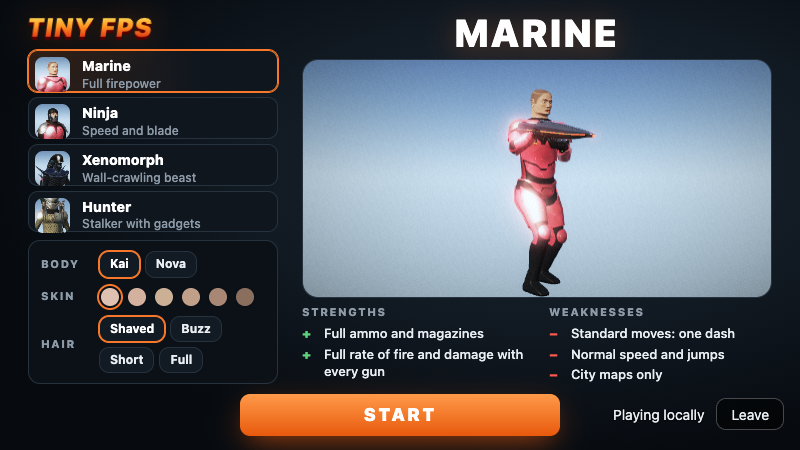 TINY FPS
MARINE
Marine
Full firepower
Ninja
Speed and blade
Xenomorph
Wall-crawling beast
Hunter
Stalker with gadgets
BODY
Kai
Nova
SKIN
HAIR
Shaved
Buzz
Short
Full
STRENGTHS
+ Full ammo and magazines
+ Full rate of fire and damage with
every gun
WEAKNESSES
– Standard moves: one dash
– Normal speed and jumps
– City maps only
START
Playing locally
Leave